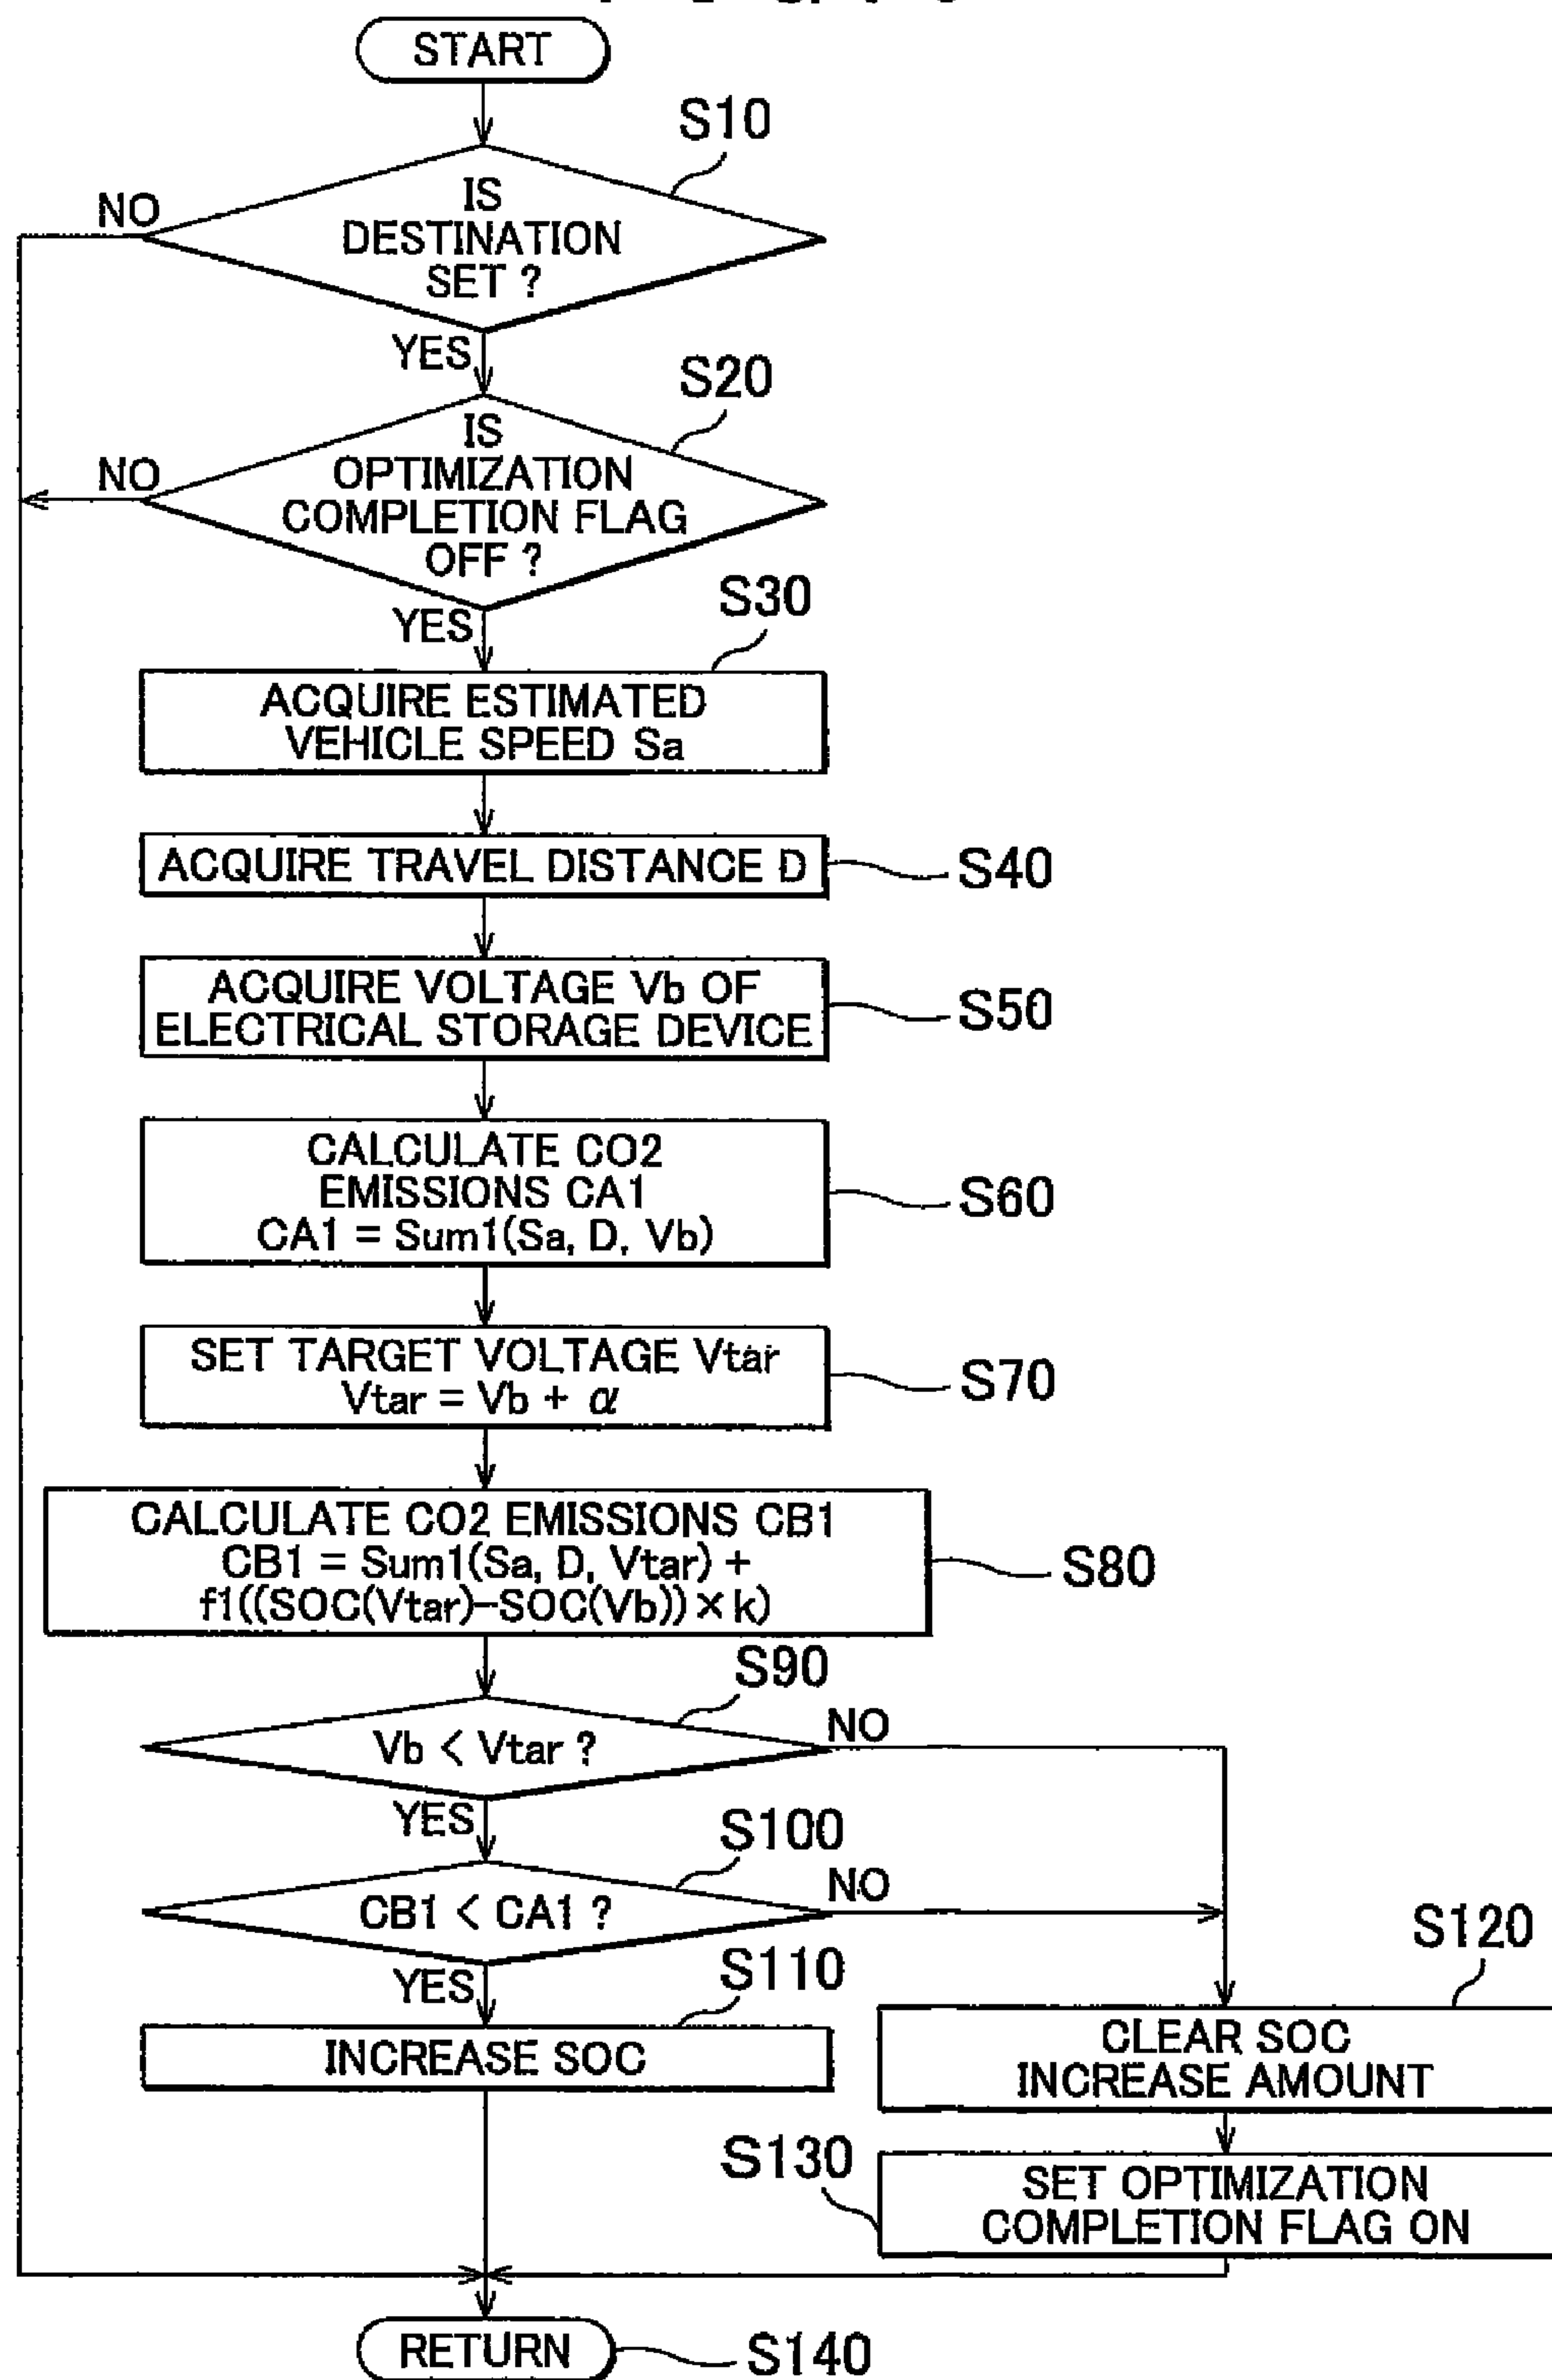 START
S10
IS
DESTINATION
SET ?
NO
YES
S20
IS
OPTIMIZATION
COMPLETION FLAG
OFF ?
NO
YES
S30
ACQUIRE ESTIMATED
VEHICLE SPEED Sa
ACQUIRE TRAVEL DISTANCE D
S40
ACQUIRE VOLTAGE Vb OF
ELECTRICAL STORAGE DEVICE
S50
CALCULATE CO2
EMISSIONS CA1
CA1 = Sum1(Sa, D, Vb)
S60
SET TARGET VOLTAGE Vtar
Vtar = Vb + α
S70
CALCULATE CO2 EMISSIONS CB1
CB1 = Sum1(Sa, D, Vtar) +
f1((SOC(Vtar)-SOC(Vb))×k)
S80
S90
Vb < Vtar ?
NO
YES
S100
CB1 < CA1 ?
NO
YES
S110
INCREASE SOC
S120
CLEAR SOC
INCREASE AMOUNT
S130
SET OPTIMIZATION
COMPLETION FLAG ON
RETURN
S140